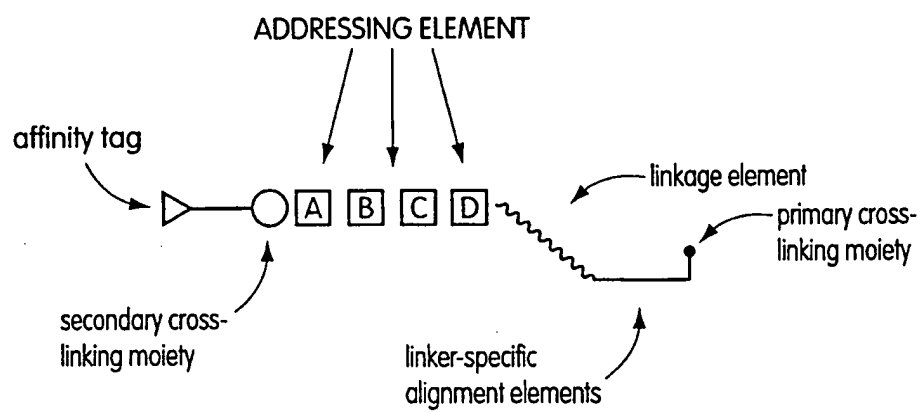 ADDRESSING ELEMENT
affinity tag
A B C D
linkage element
primary cross-
linking moiety
secondary cross-
linking moiety
linker-specific
alignment elements